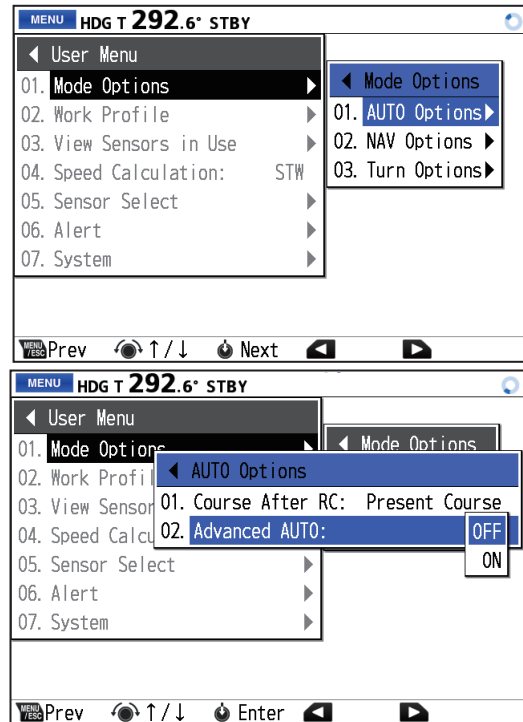 MENU HDG T 292.6° STBY
User Menu
01. Mode Options
02. Work Profile
03. View Sensors in Use
04. Speed Calculation: STW
05. Sensor Select
06. Alert
07. System
Mode Options
01. AUTO Options
02. NAV Options
03. Turn Options
MENU/ESC Prev ↑/↓ Next
MENU HDG T 292.6° STBY
User Menu
01. Mode Options
02. Work Profil
03. View Sensor
04. Speed Calcu
05. Sensor Select
06. Alert
07. System
Mode Options
AUTO Options
01. Course After RC: Present Course
02. Advanced AUTO: OFF
ON
MENU/ESC Prev ↑/↓ Enter